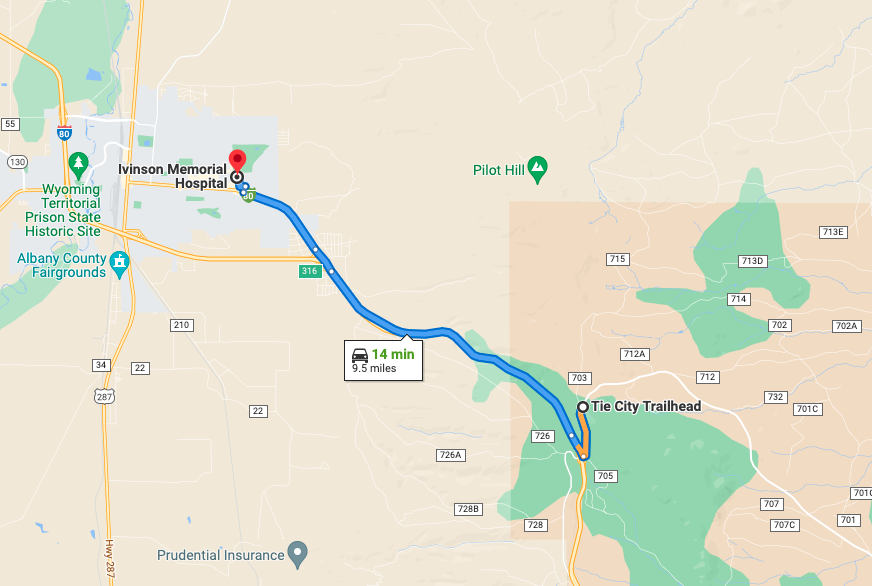 55
80
130
Wyoming
Territorial
Prison State
Historic Site
Ivinson Memorial
Hospital
80
Pilot Hill
Albany County
Fairgrounds
316
715
713E
713D
714
702
702A
210
34
22
287
14 min
9.5 miles
712A
703
712
732
701C
Tie City Trailhead
22
726
726A
705
728B
728
707
707C
701C
701
Hwy 287
Prudential Insurance